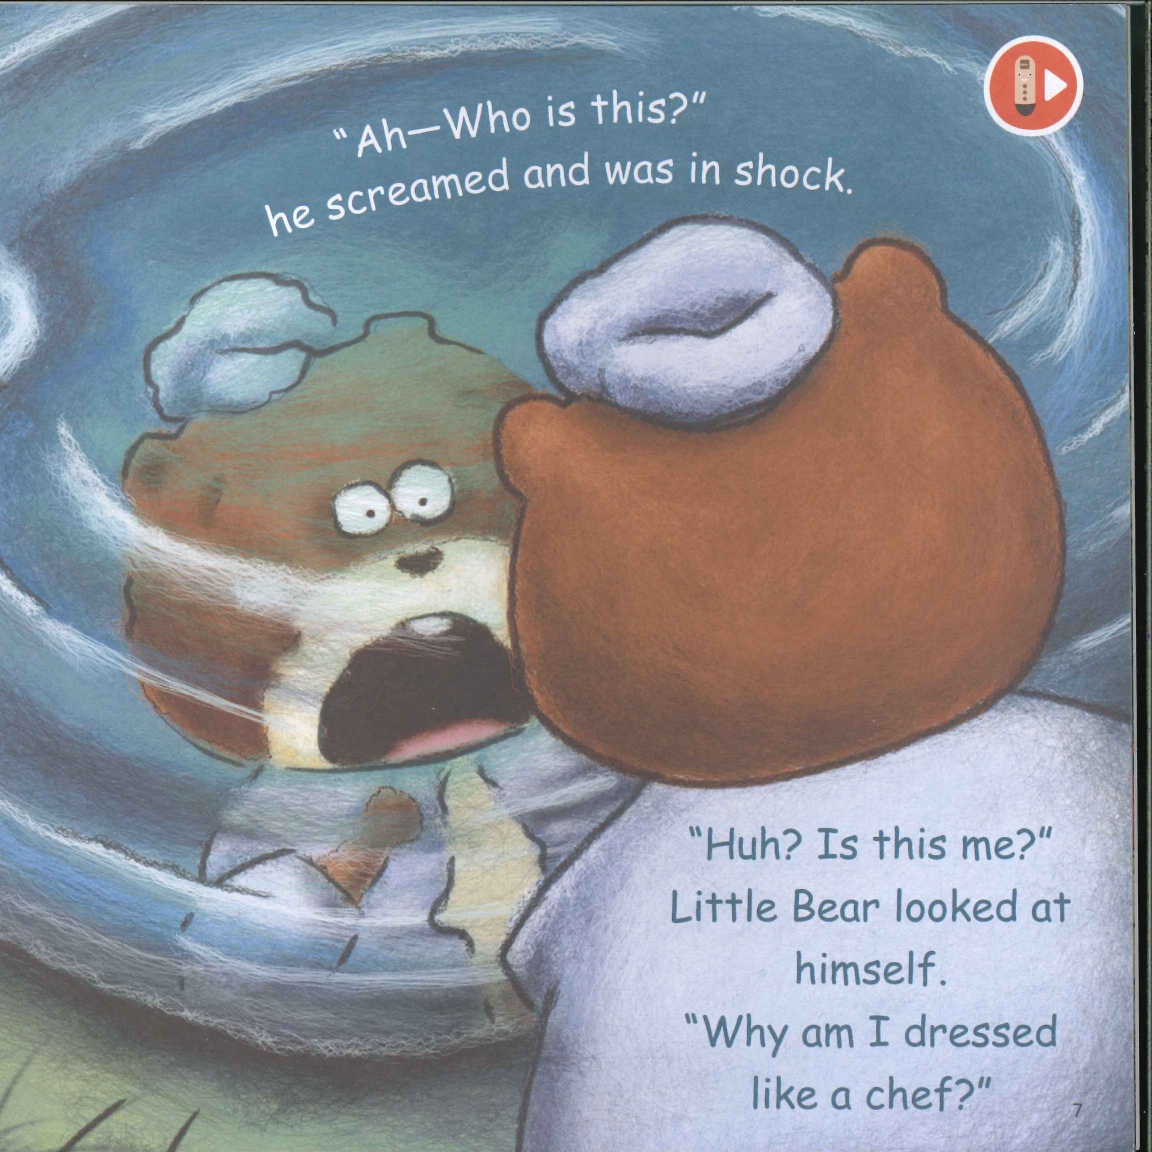 “Ah—Who is this?”
he screamed and was in shock.
“Huh? Is this me?“
Little Bear looked at
himself.
“Why am I dressed
like a chef?”
7